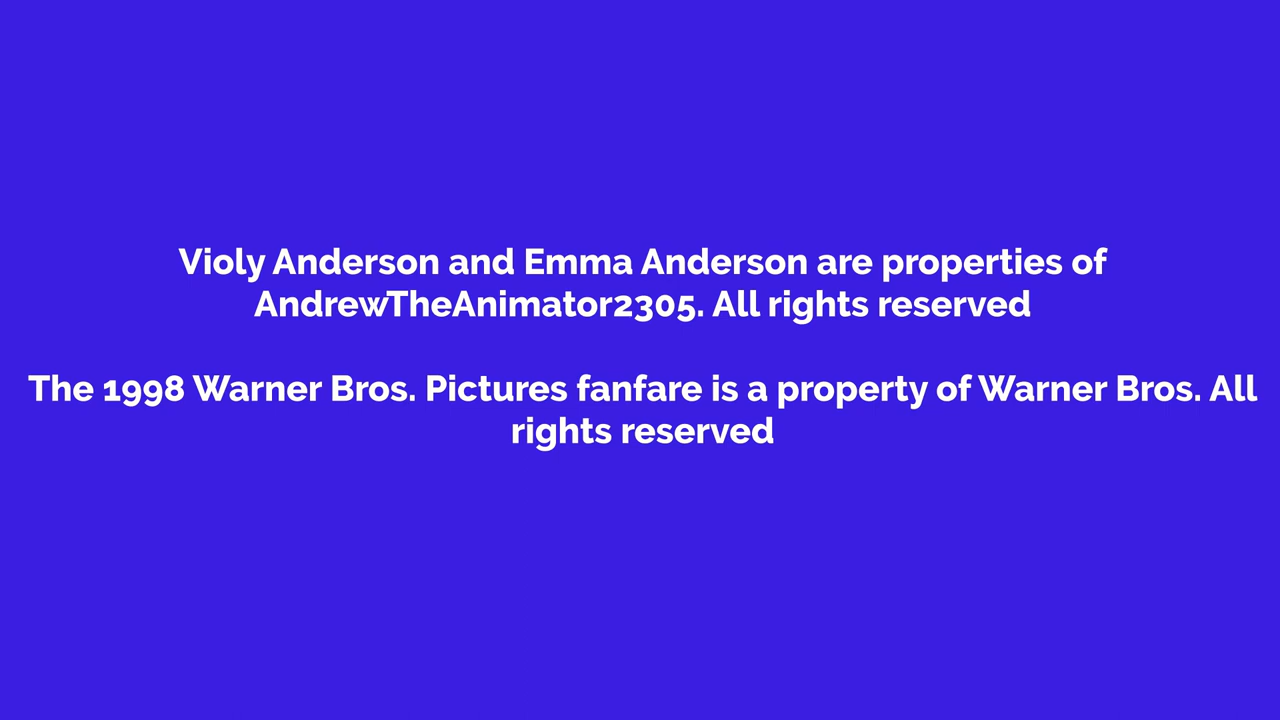 Violy Anderson and Emma Anderson are properties of
AndrewTheAnimator2305. All rights reserved
The 1998 Warner Bros. Pictures fanfare is a property of Warner Bros. All
rights reserved